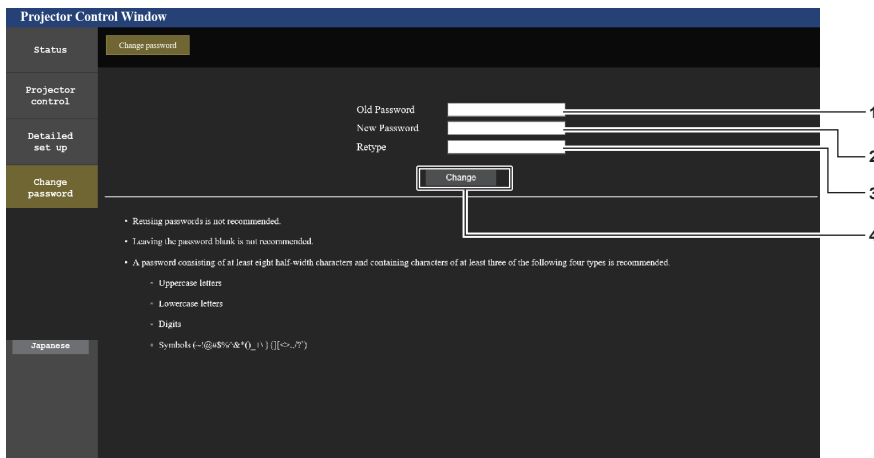 Projector Control Window
Status
Change password
Projector
control
Detailed
set up
Change
password
Old Password
1
New Password
2
Retype
3
Change
4
• Reusing passwords is not recommended.
• Leaving the password blank is not recommended.
• A password consisting of at least eight half-width characters and containing characters of at least three of the following four types is recommended.
Uppercase letters
Lowercase letters
Digits
Symbols
Japanese